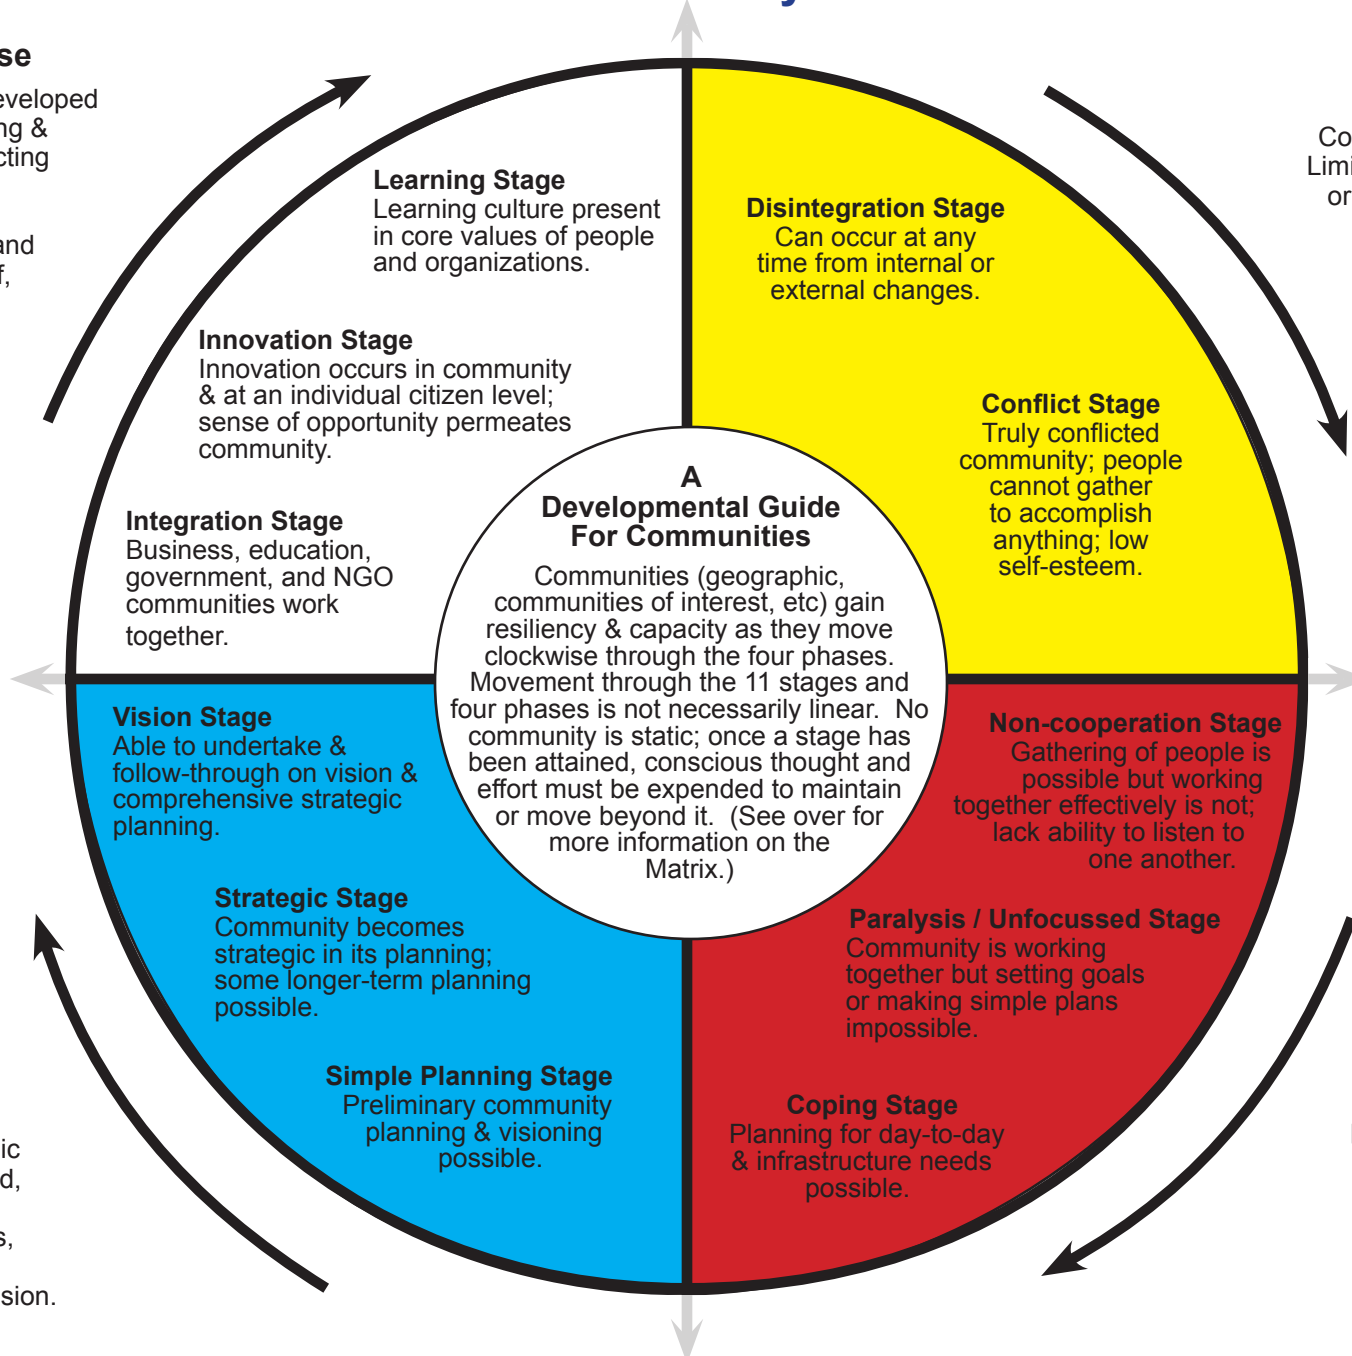 se
eveloped
ng &
cting
and
f,
Co
Limi
or
Learning Stage
Learning culture present
in core values of people
and organizations.
Innovation Stage
Innovation occurs in community
& at an individual citizen level;
sense of opportunity permeates
community.
Integration Stage
Business, education,
government, and NGO
communities work
together.
Disintegration Stage
Can occur at any
time from internal or
external changes.
Conflict Stage
Truly conflicted
community; people
cannot gather
to accomplish
anything; low
self-esteem.
A
Developmental Guide
For Communities
Communities (geographic,
communities of interest, etc) gain
resiliency & capacity as they move
clockwise through the four phases.
Movement through the 11 stages and
four phases is not necessarily linear.  No
community is static; once a stage has
been attained, conscious thought and
effort must be expended to maintain
or move beyond it.  (See over for
more information on the
Matrix.)
Non-cooperation Stage
Gathering of people is
possible but working
together effectively is not;
lack ability to listen to
one another.
Paralysis / Unfocussed Stage
Community is working
together but setting goals
or making simple plans
impossible.
Coping Stage
Planning for day-to-day
& infrastructure needs
possible.
Vision Stage
Able to undertake &
follow-through on vision &
comprehensive strategic
planning.
Strategic Stage
Community becomes
strategic in its planning;
some longer-term planning
possible.
Simple Planning Stage
Preliminary community
planning & visioning
possible.
ic
d,
s,
sion.